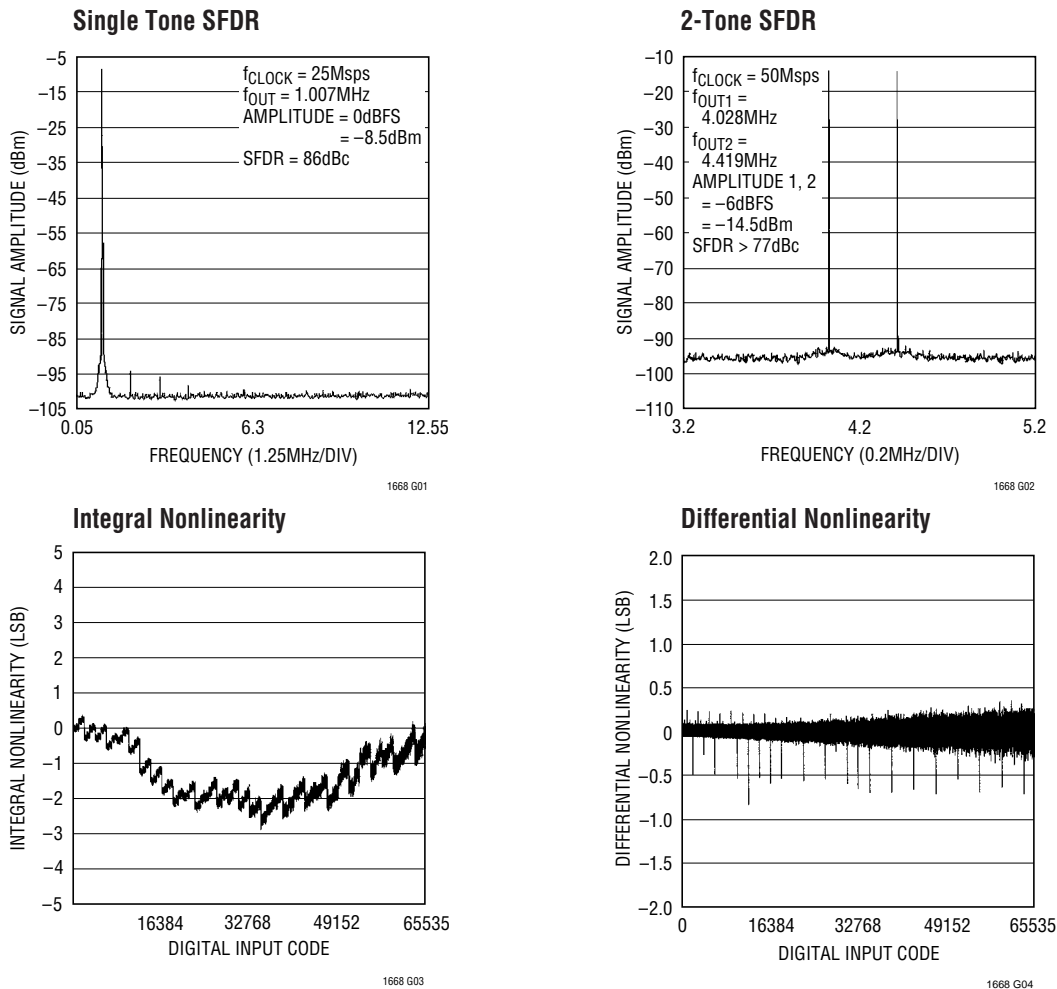 Single Tone SFDR
–5
–15
–25
–35
–45
–55
–65
–75
–85
–95
–105
SIGNAL AMPLITUDE (dBm)
fCLOCK = 25Msps
fOUT = 1.007MHz
AMPLITUDE = 0dBFS
= –8.5dBm
SFDR = 86dBc
0.05 6.3 12.55
FREQUENCY (1.25MHz/DIV)
1668 G01
2-Tone SFDR
–10
–20
–30
–40
–50
–60
–70
–80
–90
–100
–110
SIGNAL AMPLITUDE (dBm)
fCLOCK = 50Msps
fOUT1 =
4.028MHz
fOUT2 =
4.419MHz
AMPLITUDE 1, 2
= –6dBFS
= –14.5dBm
SFDR > 77dBc
3.2 4.2 5.2
FREQUENCY (0.2MHz/DIV)
1668 G02
Integral Nonlinearity
5
4
3
2
1
0
–1
–2
–3
–4
–5
INTEGRAL NONLINEARITY (LSB)
16384 32768 49152 65535
DIGITAL INPUT CODE
1668 G03
Differential Nonlinearity
2.0
1.5
1.0
0.5
0
–0.5
–1.0
–1.5
–2.0
DIFFERENTIAL NONLINEARITY (LSB)
0 16384 32768 49152 65535
DIGITAL INPUT CODE
1668 G04